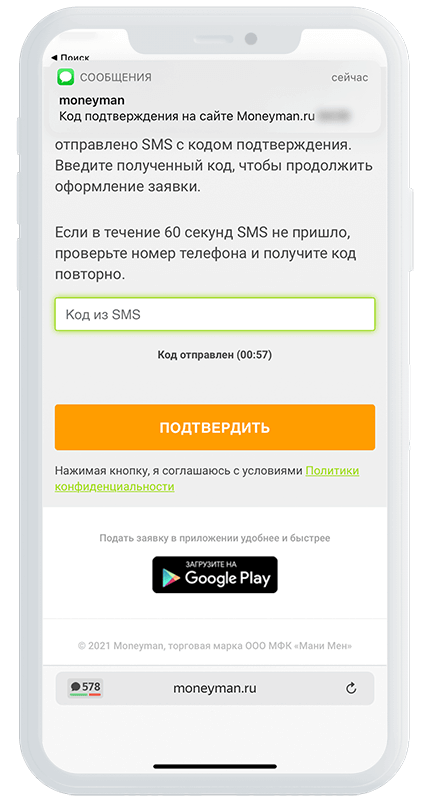 ◀ Поиск
СООБЩЕНИЯ сейчас
moneyman
Код подтверждения на сайте Moneyman.ru
отправлено SMS с кодом подтверждения.
Введите полученный код, чтобы продолжить
оформление заявки.
Если в течение 60 секунд SMS не пришло,
проверьте номер телефона и получите код
повторно.
Код из SMS
Код отправлен (00:57)
ПОДТВЕРДИТЬ
Нажимая кнопку, я соглашаюсь с условиями Политики
конфиденциальности
Подать заявку в приложении удобнее и быстрее
ЗАГРУЗИТЕ НА
Google Play
© 2021 Moneyman, торговая марка ООО МФК «Мани Мен»
578 moneyman.ru